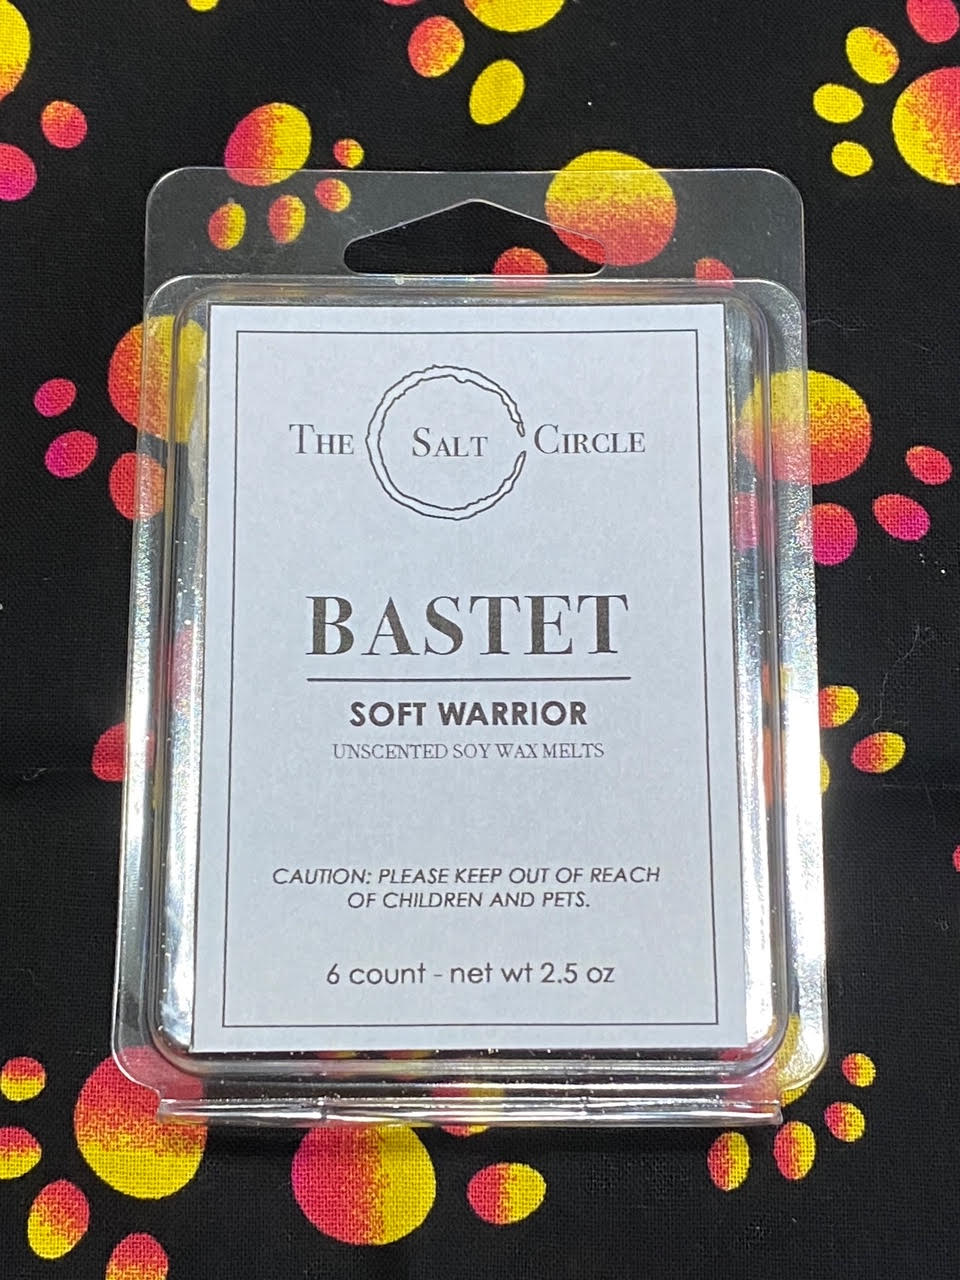 The Salt Circle
BASTET
SOFT WARRIOR
UNSCENTED SOY WAX MELTS
CAUTION: PLEASE KEEP OUT OF REACH
OF CHILDREN AND PETS.
6 count - net wt 2.5 oz